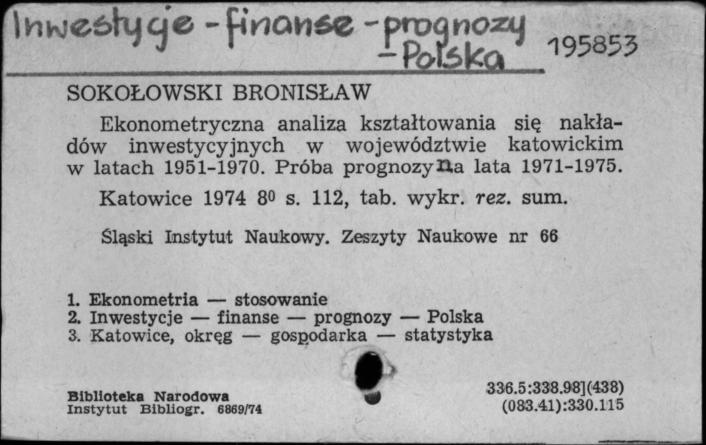 Inwestycje - finanse - prognozy
- Polska
195853
SOKOŁOWSKI BRONISŁAW
Ekonometryczna analiza kształtowania się nakła-
dów inwestycyjnych w województwie katowickim
w latach 1951-1970. Próba prognozy na lata 1971-1975.
Katowice 1974 8⁰ s. 112, tab. wykr. rez. sum.
Śląski Instytut Naukowy. Zeszyty Naukowe nr 66
1. Ekonometria — stosowanie
2. Inwestycje — finanse — prognozy — Polska
3. Katowice, okręg — gospodarka — statystyka
Biblioteka Narodowa
Instytut Bibliogr. 6869/74
336.5:338.98](438)
(083.41):330.115